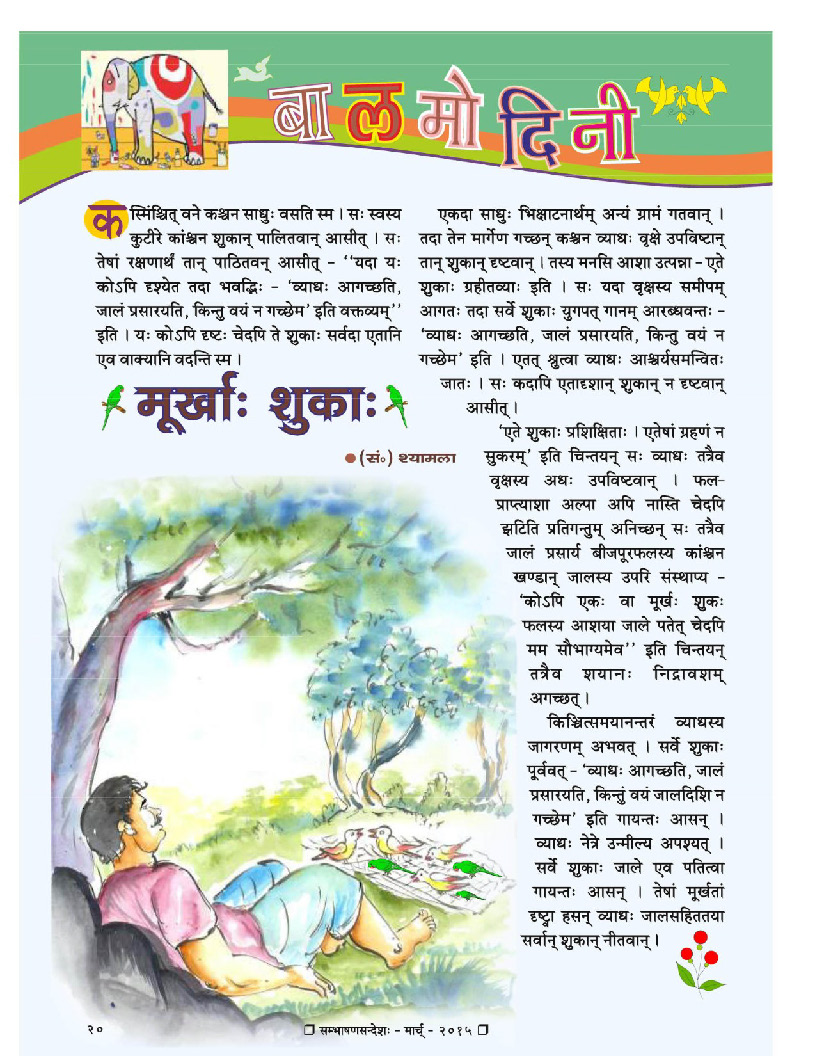 बालमोदिनी
कस्मिंश्चित् वने कश्चन साधुः वसति स्म । सः स्वस्य
कुटीरे कांश्चन शुकान् पालितवान् आसीत् । सः
तेषां रक्षणार्थं तान् पाठितवन् आसीत् – ‘‘यदा यः
कोऽपि दृश्येत तदा भवद्भिः – ‘व्याधः आगच्छति,
जालं प्रसारयति, किन्तु वयं न गच्छेम’ इति वक्तव्यम्’’
इति । यः कोऽपि दृष्टः चेदपि ते शुकाः सर्वदा एतानि
एव वाक्यानि वदन्ति स्म ।
मूर्खाः शुकाः
● (सं॰) श्यामला
एकदा साधुः भिक्षाटनार्थम् अन्यं ग्रामं गतवान् ।
तदा तेन मार्गेण गच्छन् कश्चन व्याधः वृक्षे उपविष्टान्
तान् शुकान् दृष्टवान् । तस्य मनसि आशा उत्पन्ना – एते
शुकाः ग्रहीतव्याः इति । सः यदा वृक्षस्य समीपम्
आगतः तदा सर्वे शुकाः युगपत् गानम् आरब्धवन्तः –
‘व्याधः आगच्छति, जालं प्रसारयति, किन्तु वयं न
गच्छेम’ इति । एतत् श्रुत्वा व्याधः आश्चर्यसमन्वितः
जातः । सः कदापि एतादृशान् शुकान् न दृष्टवान्
आसीत् ।
‘एते शुकाः प्रशिक्षिताः । एतेषां ग्रहणं न
सुकरम्’ इति चिन्तयन् सः व्याधः तत्रैव
वृक्षस्य अधः उपविष्टवान् । फल-
प्राप्त्याशा अल्पा अपि नास्ति चेदपि
झटिति प्रतिगन्तुम् अनिच्छन् सः तत्रैव
जालं प्रसार्य बीजपूरफलस्य कांश्चन
खण्डान् जालस्य उपरि संस्थाप्य –
‘कोऽपि एकः वा मूर्खः शुकः
फलस्य आशया जाले पतेत् चेदपि
मम सौभाग्यमेव’’ इति चिन्तयन्
तत्रैव शयानः निद्रावशम्
अगच्छत् ।
किञ्चित्समयानन्तरं व्याधस्य
जागरणम् अभवत् । सर्वे शुकाः
पूर्ववत् – ‘व्याधः आगच्छति, जालं
प्रसारयति, किन्तुं वयं जालदिशि न
गच्छेम’ इति गायन्तः आसन् ।
व्याधः नेत्रे उन्मील्य अपश्यत् ।
सर्वे शुकाः जाले एव पतित्वा
गायन्तः आसन् । तेषां मूर्खतां
दृष्ट्वा हसन् व्याधः जालसहिततया
सर्वान् शुकान् नीतवान् ।
२० ❐ सम्भाषणसन्देशः – मार्च् – २०१५ ❐